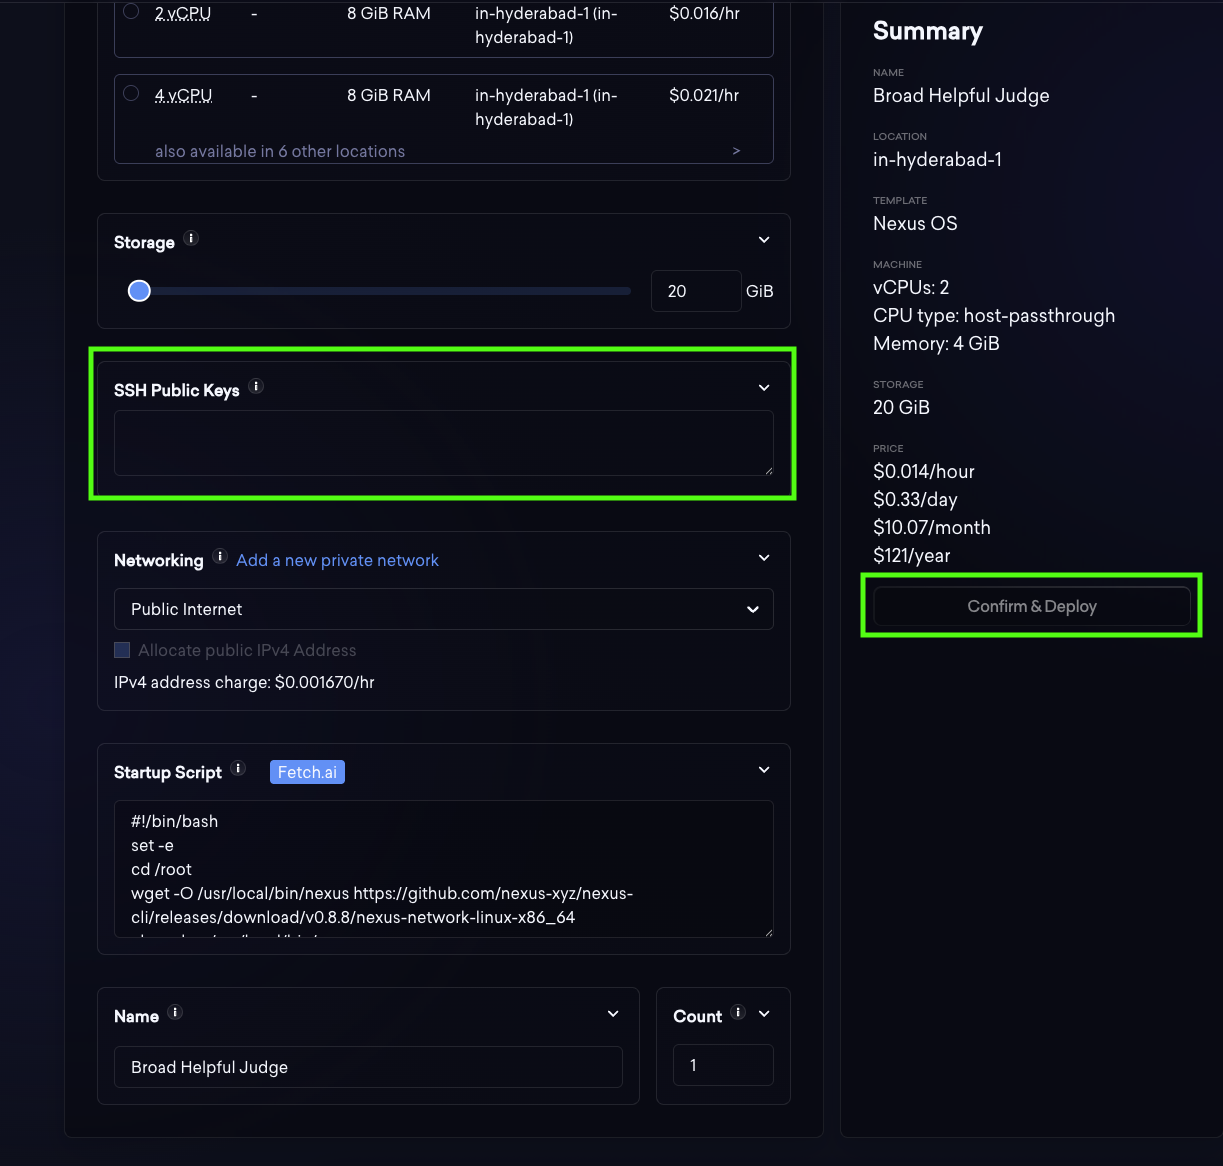 2 vCPU - 8 GiB RAM in-hyderabad-1 (in- $0.016/hr
hyderabad-1)
4 vCPU - 8 GiB RAM in-hyderabad-1 (in- $0.021/hr
hyderabad-1)
also available in 6 other locations >
Storage i
20 GiB
SSH Public Keys i
Networking i Add a new private network
Public Internet
Allocate public IPv4 Address
IPv4 address charge: $0.001670/hr
Startup Script i Fetch.ai
#!/bin/bash
set -e
cd /root
wget -O /usr/local/bin/nexus https://github.com/nexus-xyz/nexus-
cli/releases/download/v0.8.8/nexus-network-linux-x86_64
Name i
Broad Helpful Judge
Count i
1
Summary
NAME
Broad Helpful Judge
LOCATION
in-hyderabad-1
TEMPLATE
Nexus OS
MACHINE
vCPUs: 2
CPU type: host-passthrough
Memory: 4 GiB
STORAGE
20 GiB
PRICE
$0.014/hour
$0.33/day
$10.07/month
$121/year
Confirm & Deploy